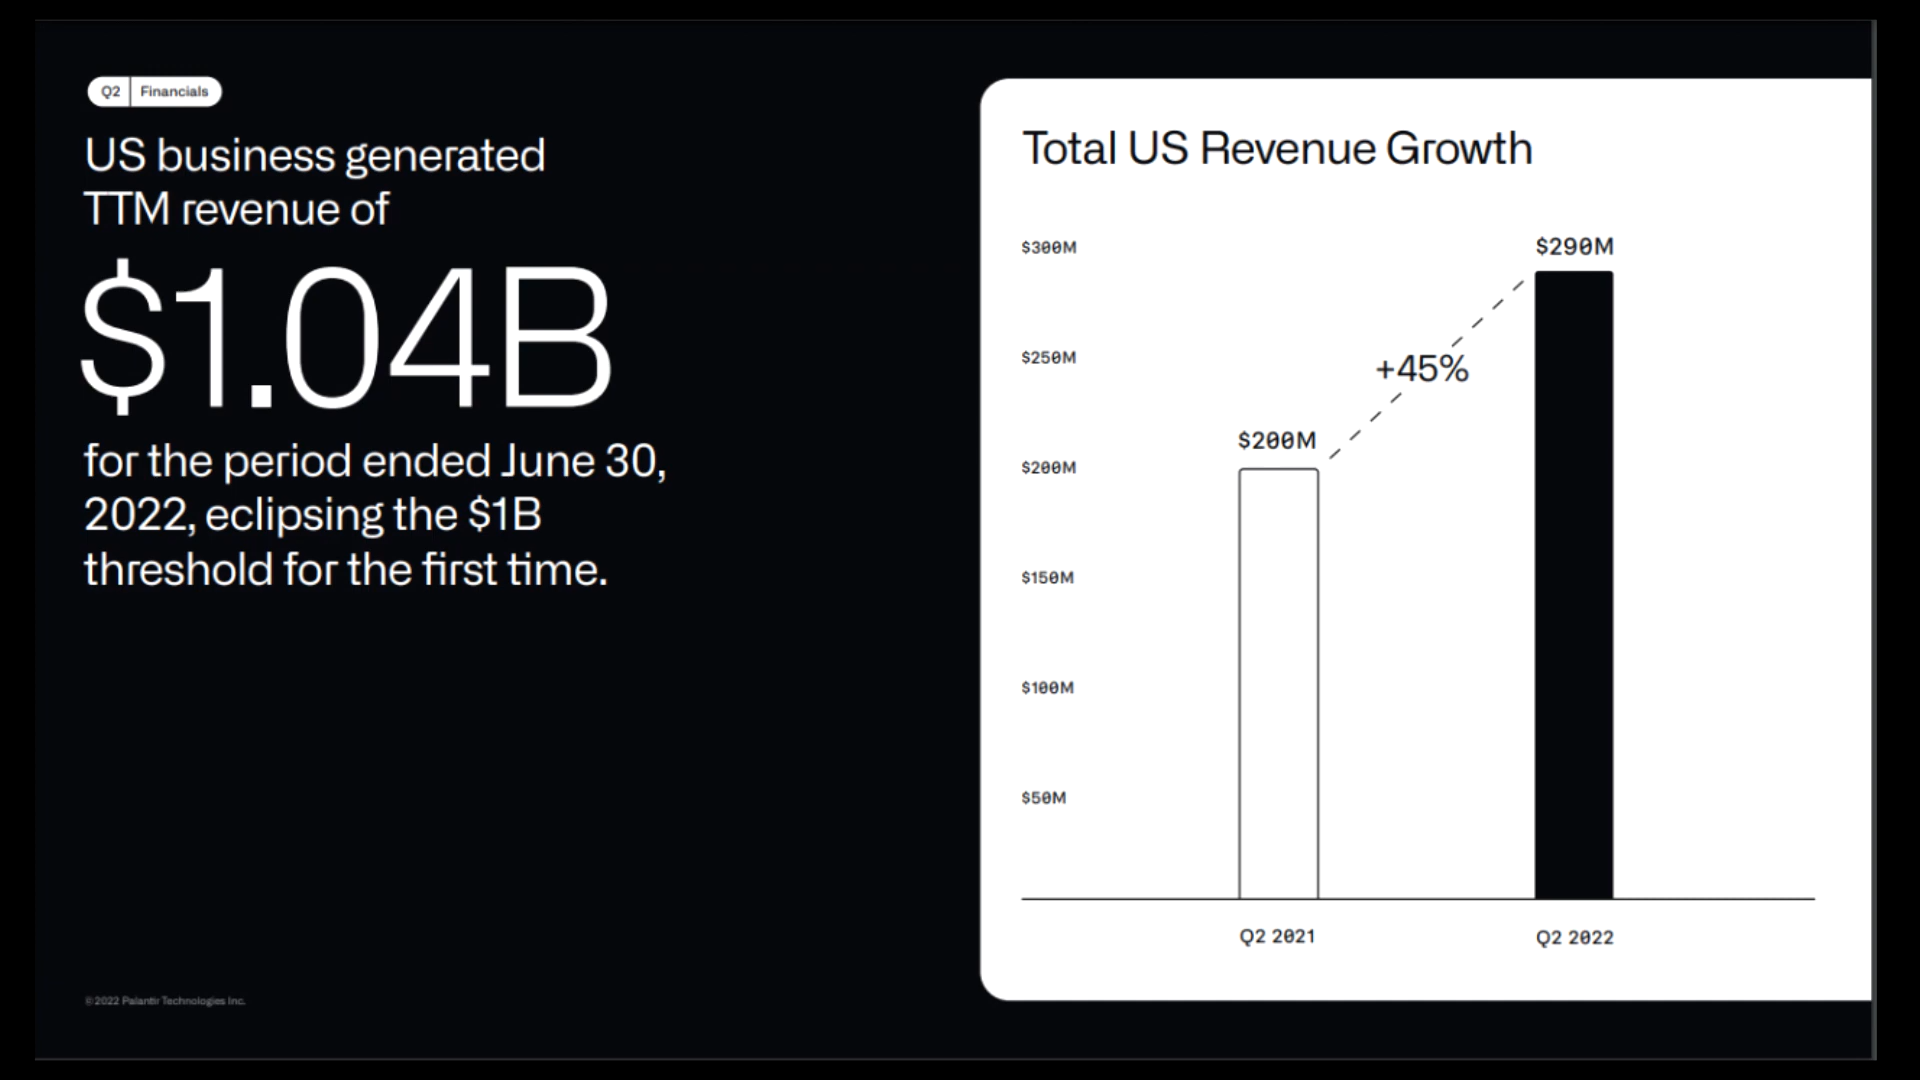 Q2 Financials
US business generated
TTM revenue of
$1.04B
for the period ended June 30,
2022, eclipsing the $1B
threshold for the first time.
©2022 Palantir Technologies Inc.
Total US Revenue Growth
$300M
$250M
$200M
$150M
$100M
$50M
$200M
+45%
$290M
Q2 2021
Q2 2022